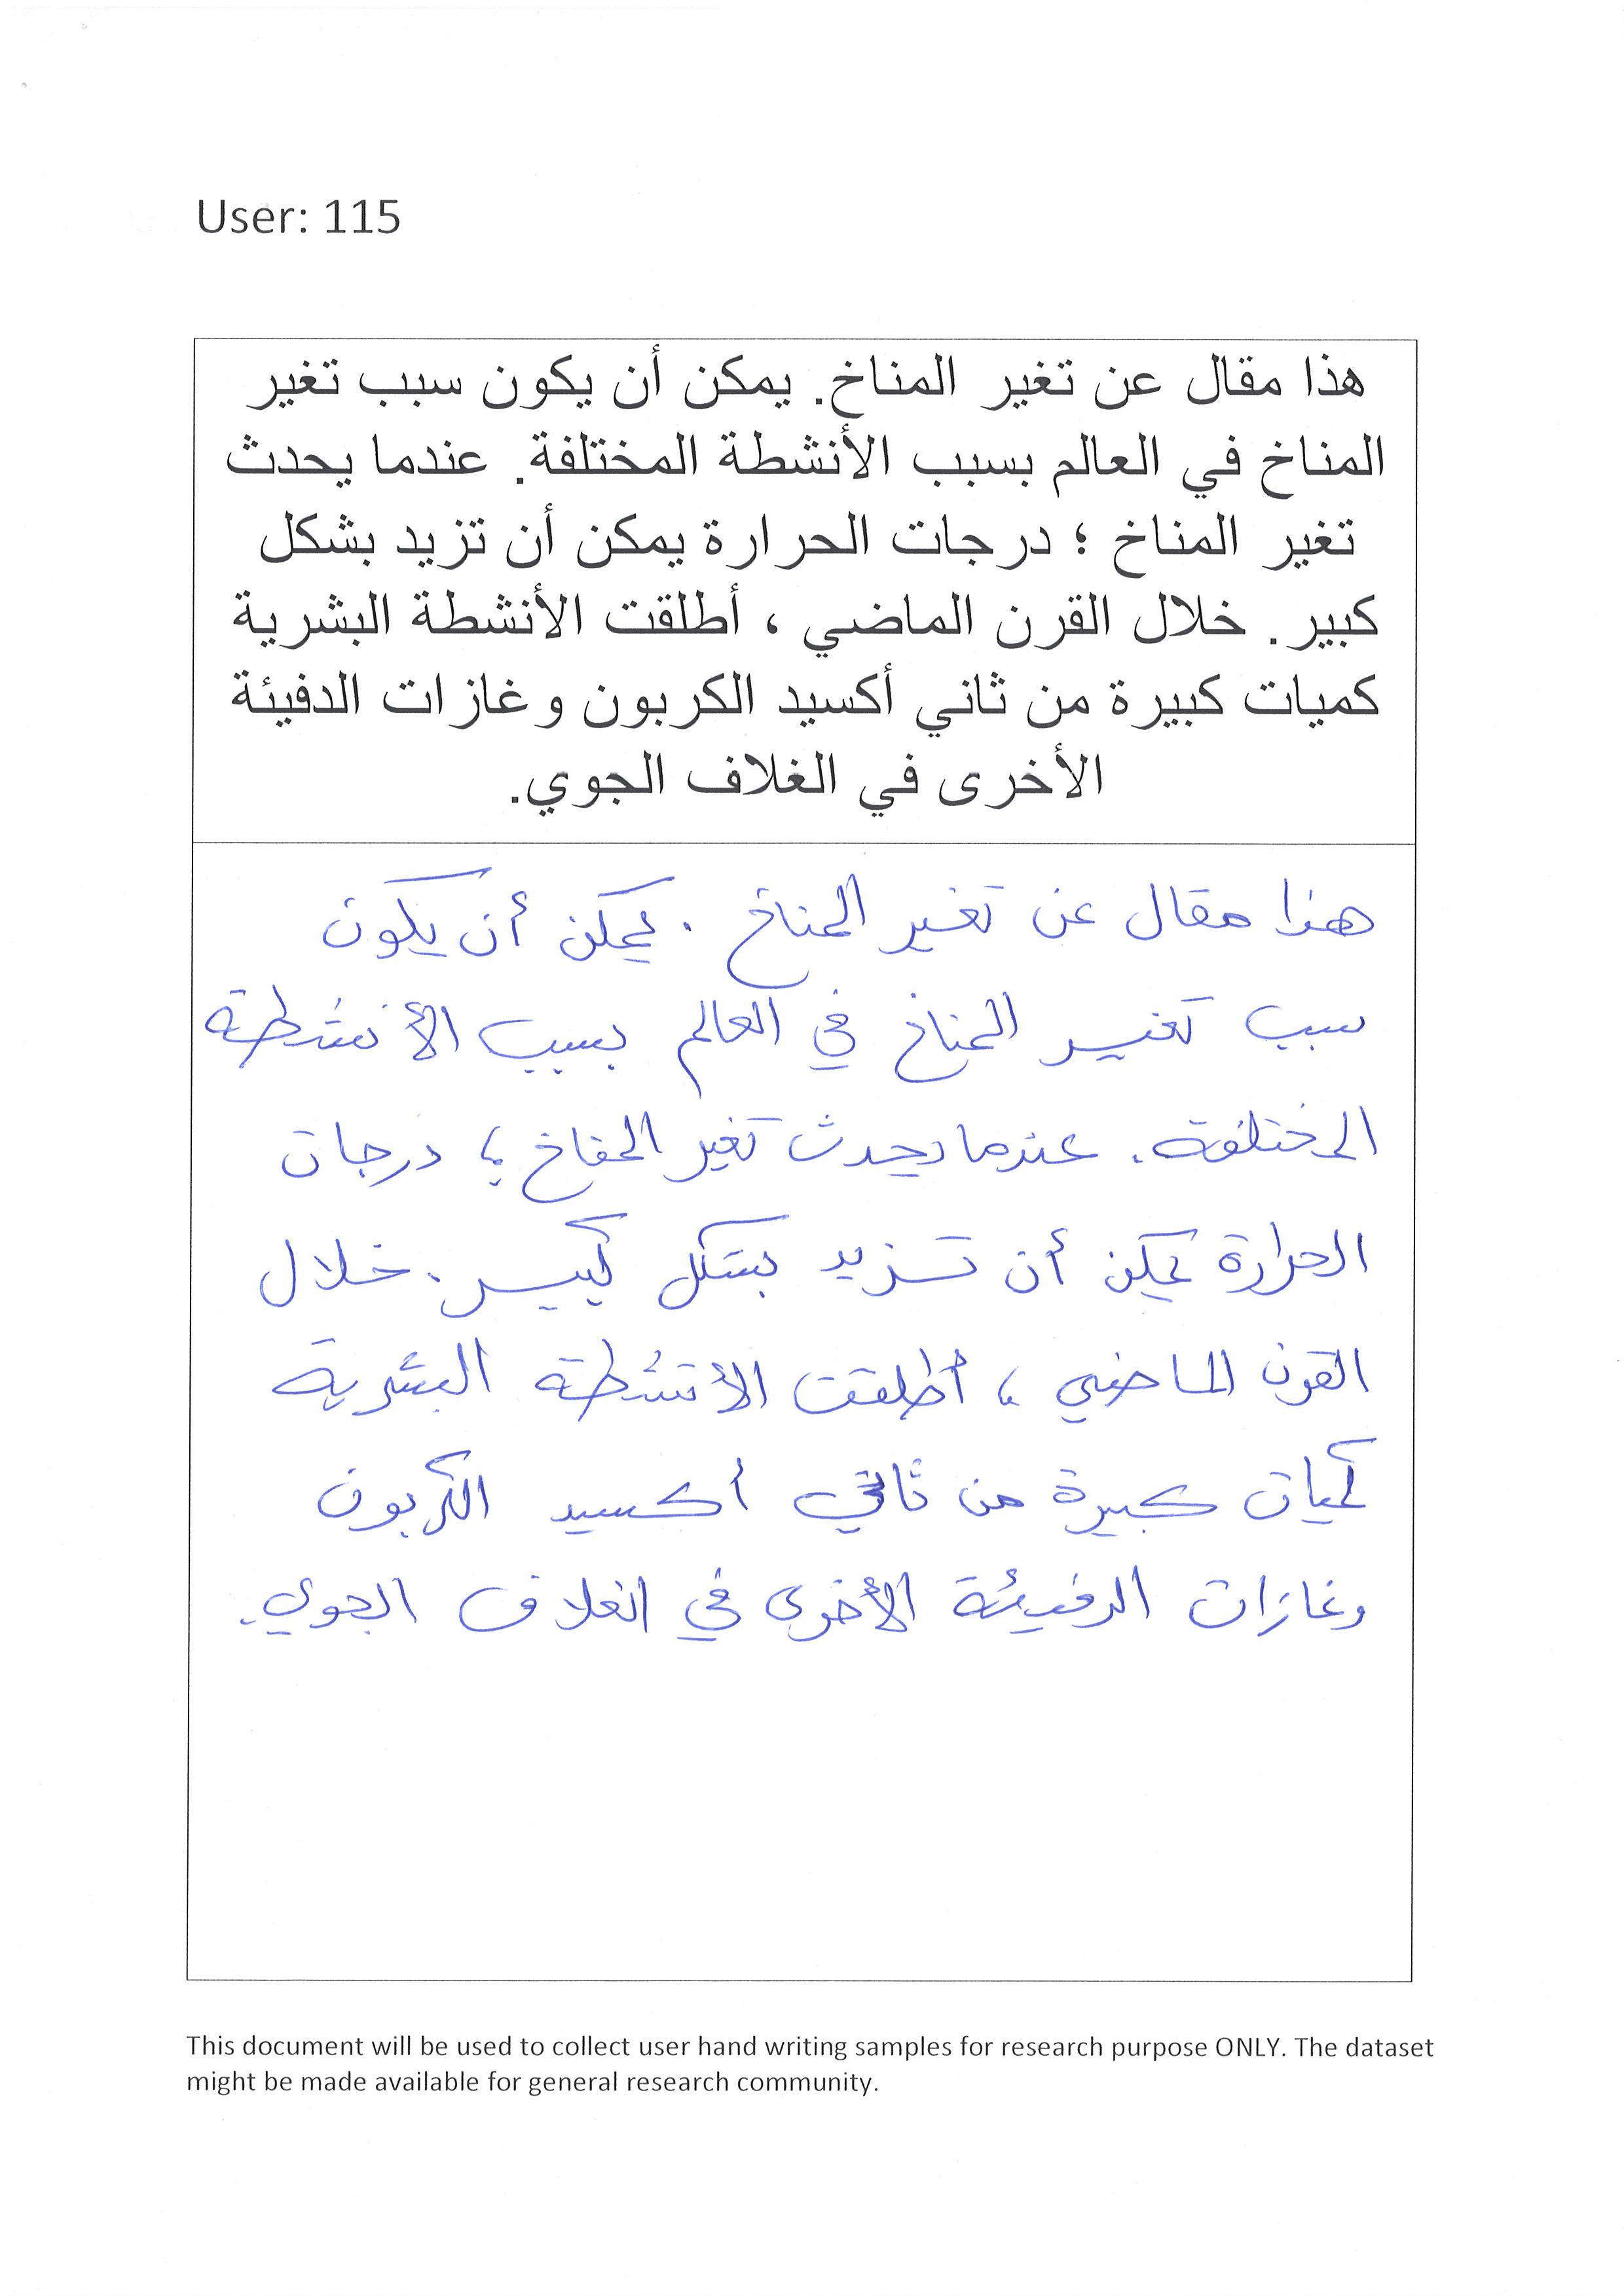 User: 115
هذا مقال عن تغير المناخ. يمكن أن يكون سبب تغير
المناخ في العالم بسبب الأنشطة المختلفة. عندما يحدث
تغير المناخ ؛ درجات الحرارة يمكن أن تزيد بشكل
كبير. خلال القرن الماضي ، أطلقت الأنشطة البشرية
كميات كبيرة من ثاني أكسيد الكربون وغازات الدفيئة
الأخرى في الغلاف الجوي.
هذا مقال عن تغير المناخ . يمكن أن يكون
سبب تغير المناخ في العالم بسبب الأنشطة
المختلفة. عندما يحدث تغير المناخ ؛ درجات
الحرارة يمكن أن تزيد بشكل كبير. خلال
القرن الماضي ، أطلقت الأنشطة البشرية
كميات كبيرة من ثاني أكسيد الكربون
وغازات الدفيئة الأخرى في الغلاف الجوي.
This document will be used to collect user hand writing samples for research purpose ONLY. The dataset
might be made available for general research community.